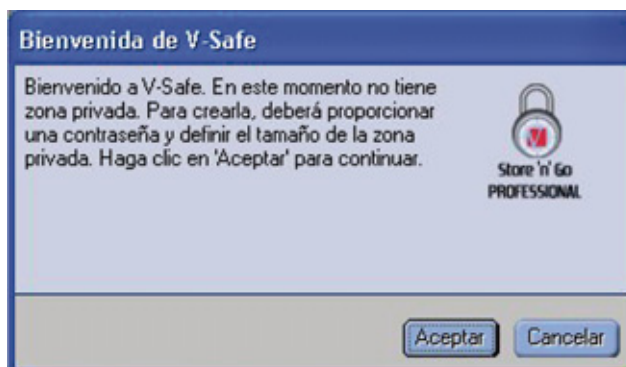 Bienvenida de V-Safe
Bienvenido a V-Safe. En este momento no tiene
zona privada. Para crearla, deberá proporcionar
una contraseña y definir el tamaño de la zona
privada. Haga clic en 'Aceptar' para continuar.
V
Store 'n' Go
PROFESSIONAL
Aceptar
Cancelar